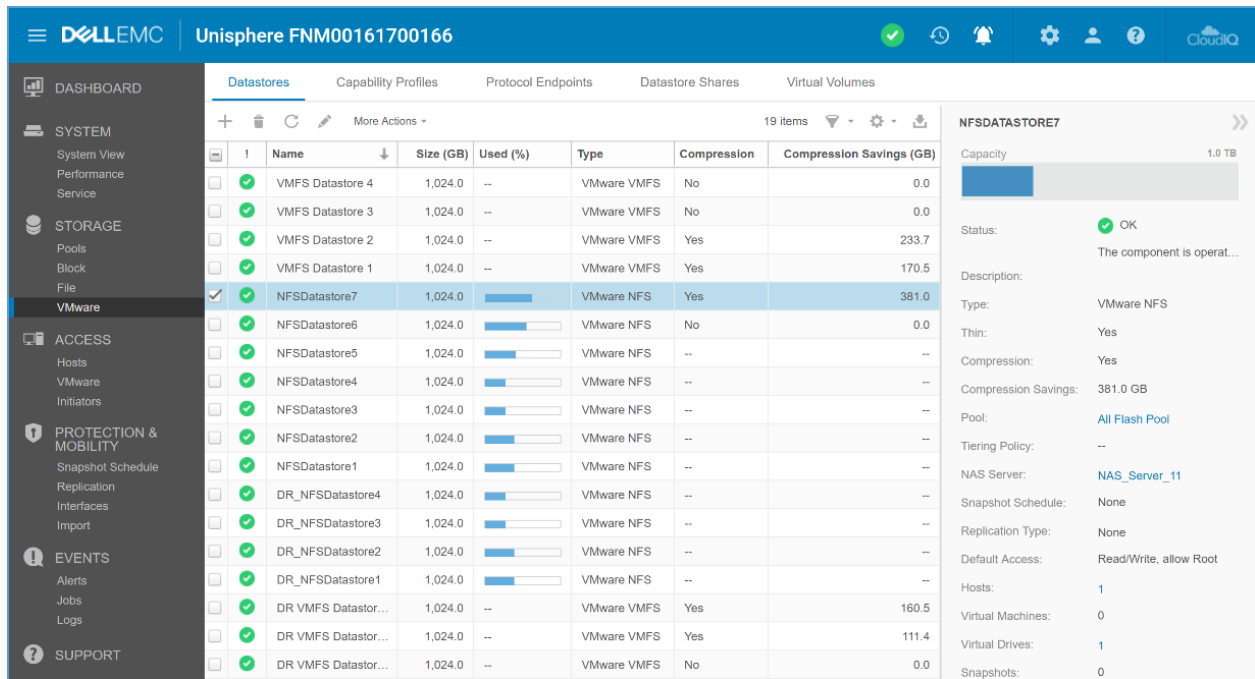 DELLEMC Unisphere FNM00161700166 CloudIQ
DASHBOARD
SYSTEM
System View
Performance
Service
STORAGE
Pools
Block
File
VMware
ACCESS
Hosts
VMware
Initiators
PROTECTION &
MOBILITY
Snapshot Schedule
Replication
Interfaces
Import
EVENTS
Alerts
Jobs
Logs
SUPPORT
Datastores Capability Profiles Protocol Endpoints Datastore Shares Virtual Volumes
More Actions 19 items
! Name Size (GB) Used (%) Type Compression Compression Savings (GB)
VMFS Datastore 4 1,024.0 -- VMware VMFS No 0.0
VMFS Datastore 3 1,024.0 -- VMware VMFS No 0.0
VMFS Datastore 2 1,024.0 -- VMware VMFS Yes 233.7
VMFS Datastore 1 1,024.0 -- VMware VMFS Yes 170.5
NFSDatastore7 1,024.0 VMware NFS Yes 381.0
NFSDatastore6 1,024.0 VMware NFS No 0.0
NFSDatastore5 1,024.0 VMware NFS -- --
NFSDatastore4 1,024.0 VMware NFS -- --
NFSDatastore3 1,024.0 VMware NFS -- --
NFSDatastore2 1,024.0 VMware NFS -- --
NFSDatastore1 1,024.0 VMware NFS -- --
DR_NFSDatastore4 1,024.0 VMware NFS -- --
DR_NFSDatastore3 1,024.0 VMware NFS -- --
DR_NFSDatastore2 1,024.0 VMware NFS -- --
DR_NFSDatastore1 1,024.0 VMware NFS -- --
DR VMFS Datastor... 1,024.0 -- VMware VMFS Yes 160.5
DR VMFS Datastor... 1,024.0 -- VMware VMFS Yes 111.4
DR VMFS Datastor... 1,024.0 -- VMware VMFS No 0.0
NFSDATASTORE7
Capacity 1.0 TB
Status: OK
The component is operat...
Description:
Type: VMware NFS
Thin: Yes
Compression: Yes
Compression Savings: 381.0 GB
Pool: All Flash Pool
Tiering Policy: --
NAS Server: NAS_Server_11
Snapshot Schedule: None
Replication Type: None
Default Access: Read/Write, allow Root
Hosts: 1
Virtual Machines: 0
Virtual Drives: 1
Snapshots: 0